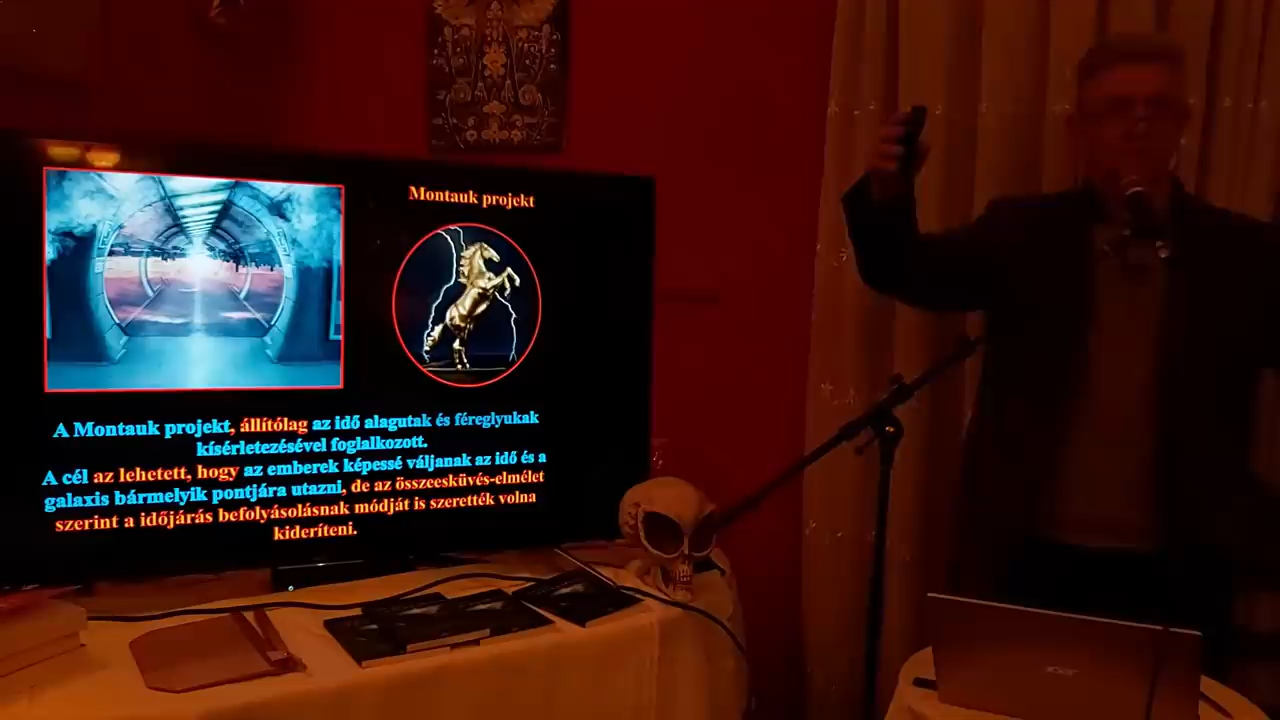 Montauk projekt
A Montauk projekt, állítólag az idő alagutak és féreglyukak
kísérletezésével foglalkozott.
A cél az lehetett, hogy az emberek képessé váljanak az idő és a
galaxis bármelyik pontjára utazni, de az összeesküvés-elmélet
szerint a időjárás befolyásolásnak módját is szerették volna
kideríteni.
acer